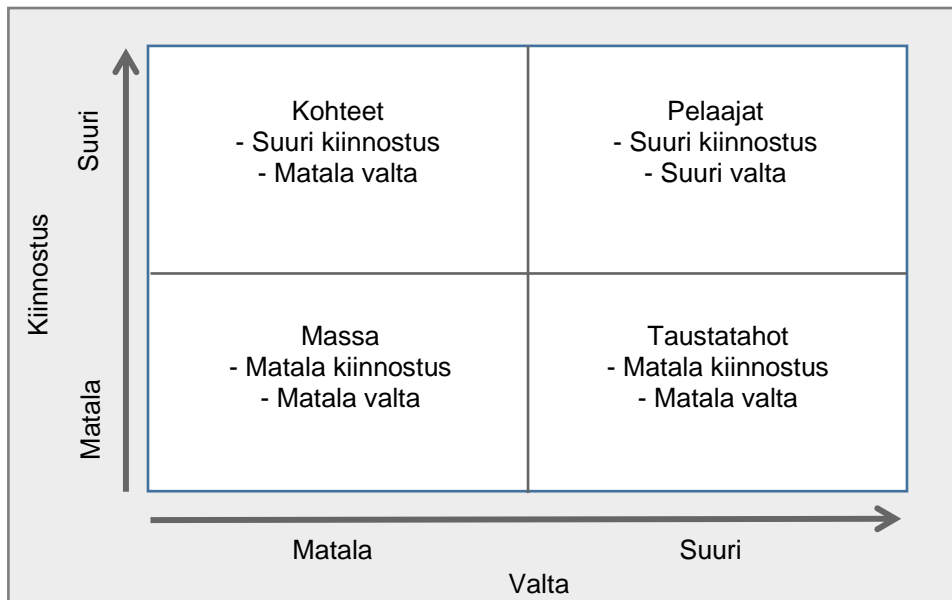 Kiinnostus
Suuri
Matala
Kohteet
- Suuri kiinnostus
- Matala valta
Pelaajat
- Suuri kiinnostus
- Suuri valta
Massa
- Matala kiinnostus
- Matala valta
Taustatahot
- Matala kiinnostus
- Matala valta
Matala
Suuri
Valta